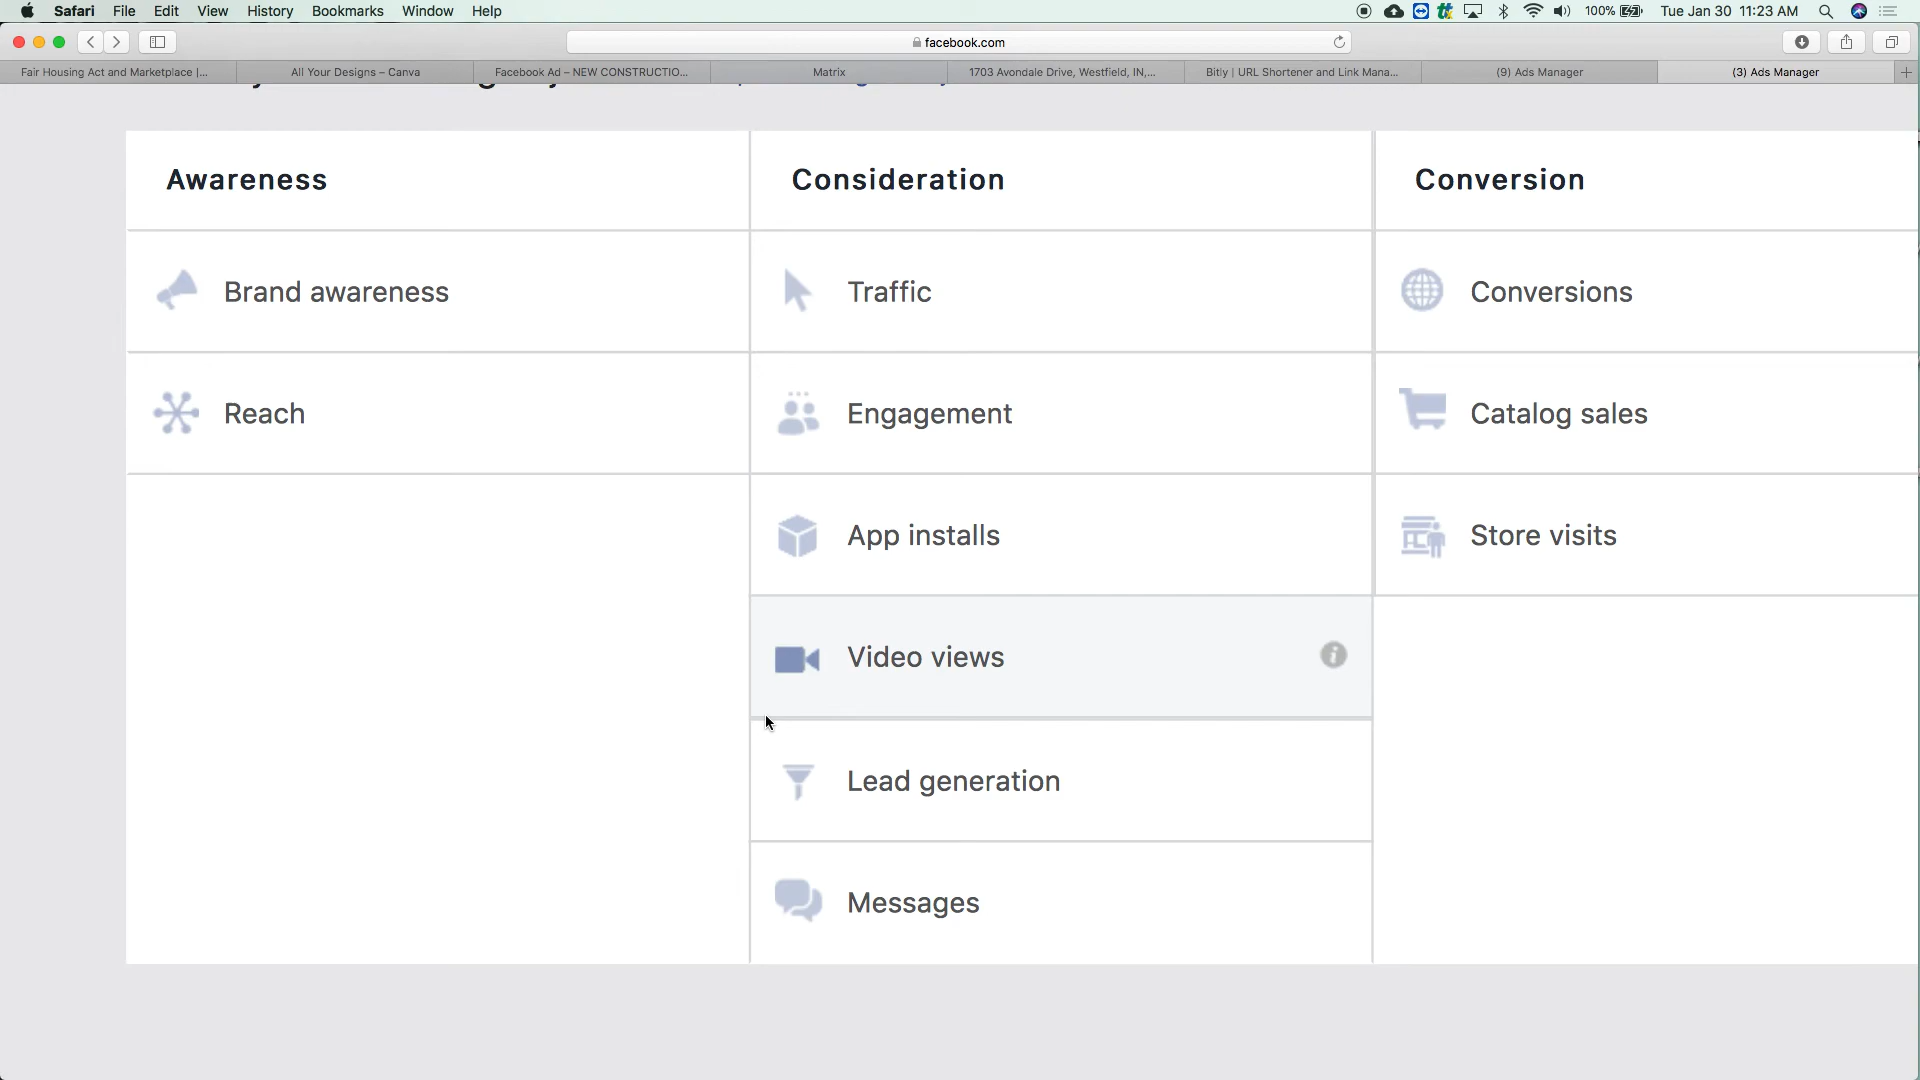 Safari File Edit View History Bookmarks Window Help
100% Tue Jan 30 11:23 AM
facebook.com
Fair Housing Act and Marketplace |...
All Your Designs – Canva
Facebook Ad – NEW CONSTRUCTIO...
Matrix
1703 Avondale Drive, Westfield, IN,...
Bitly | URL Shortener and Link Mana...
(9) Ads Manager
(3) Ads Manager
Awareness
Consideration
Conversion
Brand awareness
Traffic
Conversions
Reach
Engagement
Catalog sales
App installs
Store visits
Video views
Lead generation
Messages